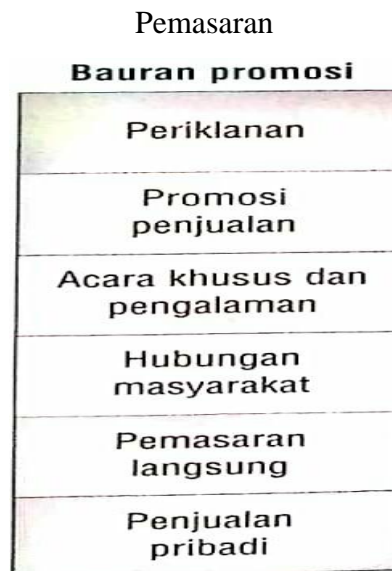 Pemasaran
Bauran promosi
Periklanan
Promosi
penjualan
Acara khusus dan
pengalaman
Hubungan
masyarakat
Pemasaran
langsung
Penjualan
pribadi